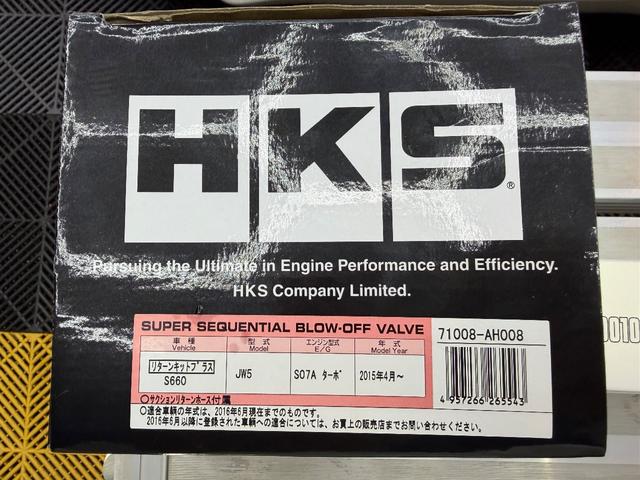 HKS®
Pursuing the Ultimate in Engine Performance and Efficiency.
HKS Company Limited.
SUPER SEQUENTIAL BLOW-OFF VALVE
71008-AH008
車種 型式 エンジン型式 年式
Vehicle Model E/G Model Year
リターンキットプラス
S660 JW5 S07A ターボ 2015年4月～
○サクションリターンホース付属
○適合車輌の年式は、2016年6月現在までのものです。
2016年6月以降に登録された車輌への適合については、お買上の販売店までお問い合わせください。
4957266265543